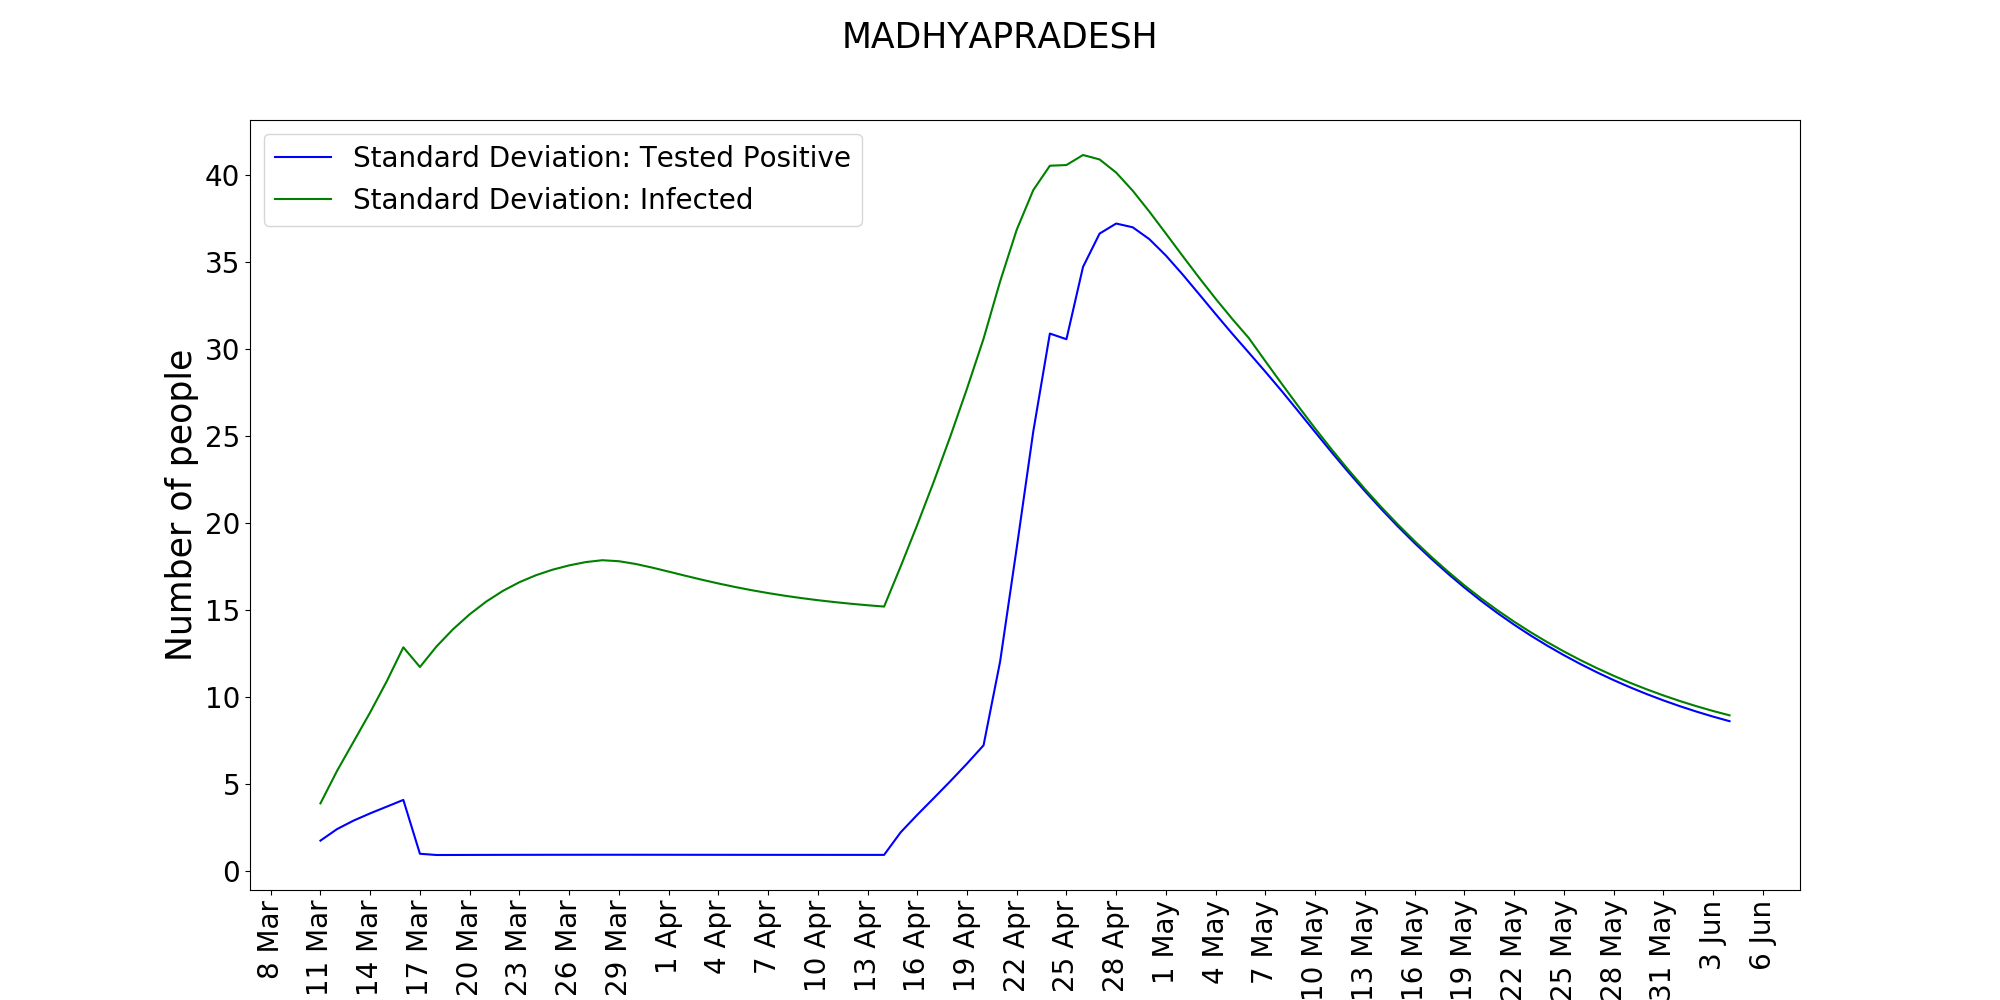 MADHYAPRADESH
Standard Deviation: Tested Positive
Standard Deviation: Infected
Number of people
40
35
30
25
20
15
10
5
0
8 Mar
11 Mar
14 Mar
17 Mar
20 Mar
23 Mar
26 Mar
29 Mar
1 Apr
4 Apr
7 Apr
10 Apr
13 Apr
16 Apr
19 Apr
22 Apr
25 Apr
28 Apr
1 May
4 May
7 May
10 May
13 May
16 May
19 May
22 May
25 May
28 May
31 May
3 Jun
6 Jun